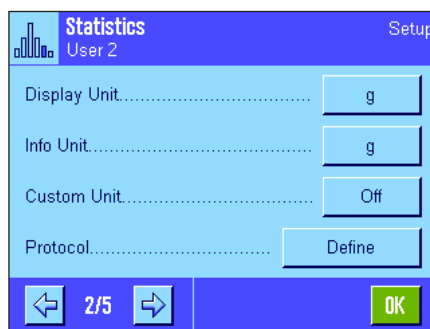 Statistics Setup
User 2
Display Unit................................... g
Info Unit......................................... g
Custom Unit................................... Off
Protocol............................... Define
2/5 OK